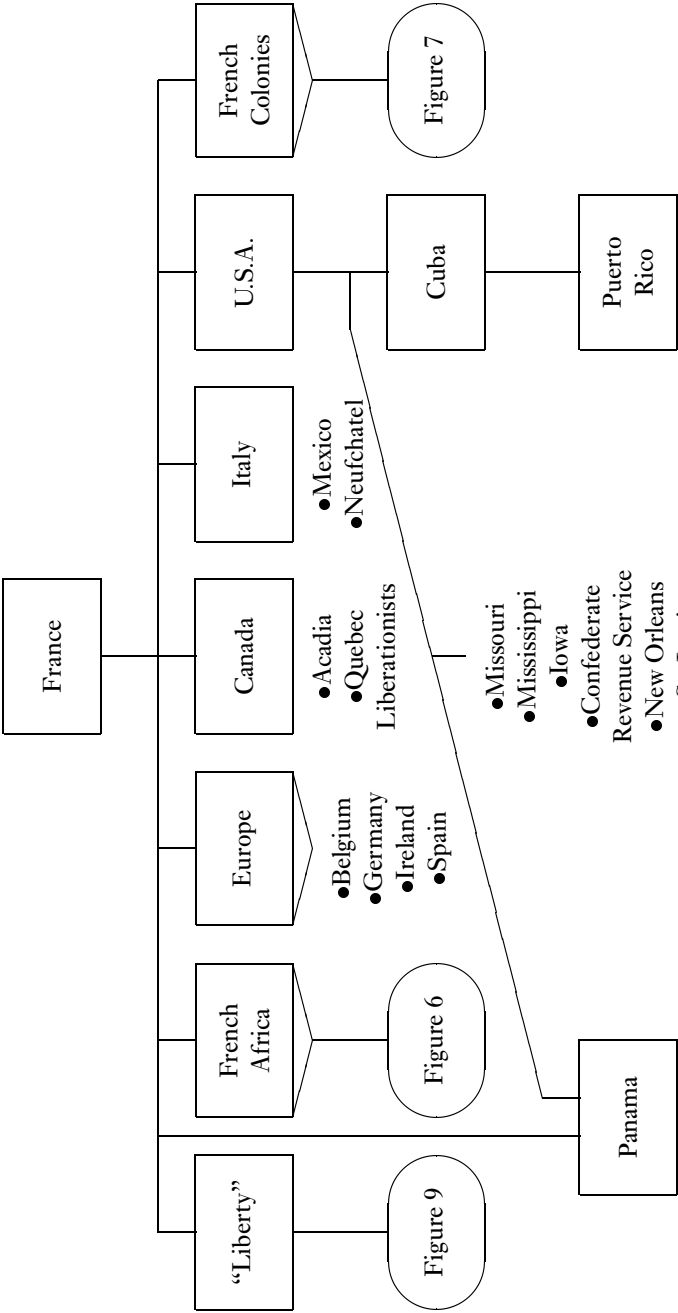 France
“Liberty”
French
Africa
Europe
Canada
Italy
U.S.A.
French
Colonies
Figure 9
Figure 6
●Belgium
●Germany
●Ireland
●Spain
●Acadia
●Quebec
Liberationists
●Mexico
●Neufchatel
Cuba
Figure 7
Panama
●Missouri
●Mississippi
●Iowa
●Confederate
Revenue Service
●New Orleans
Puerto
Rico